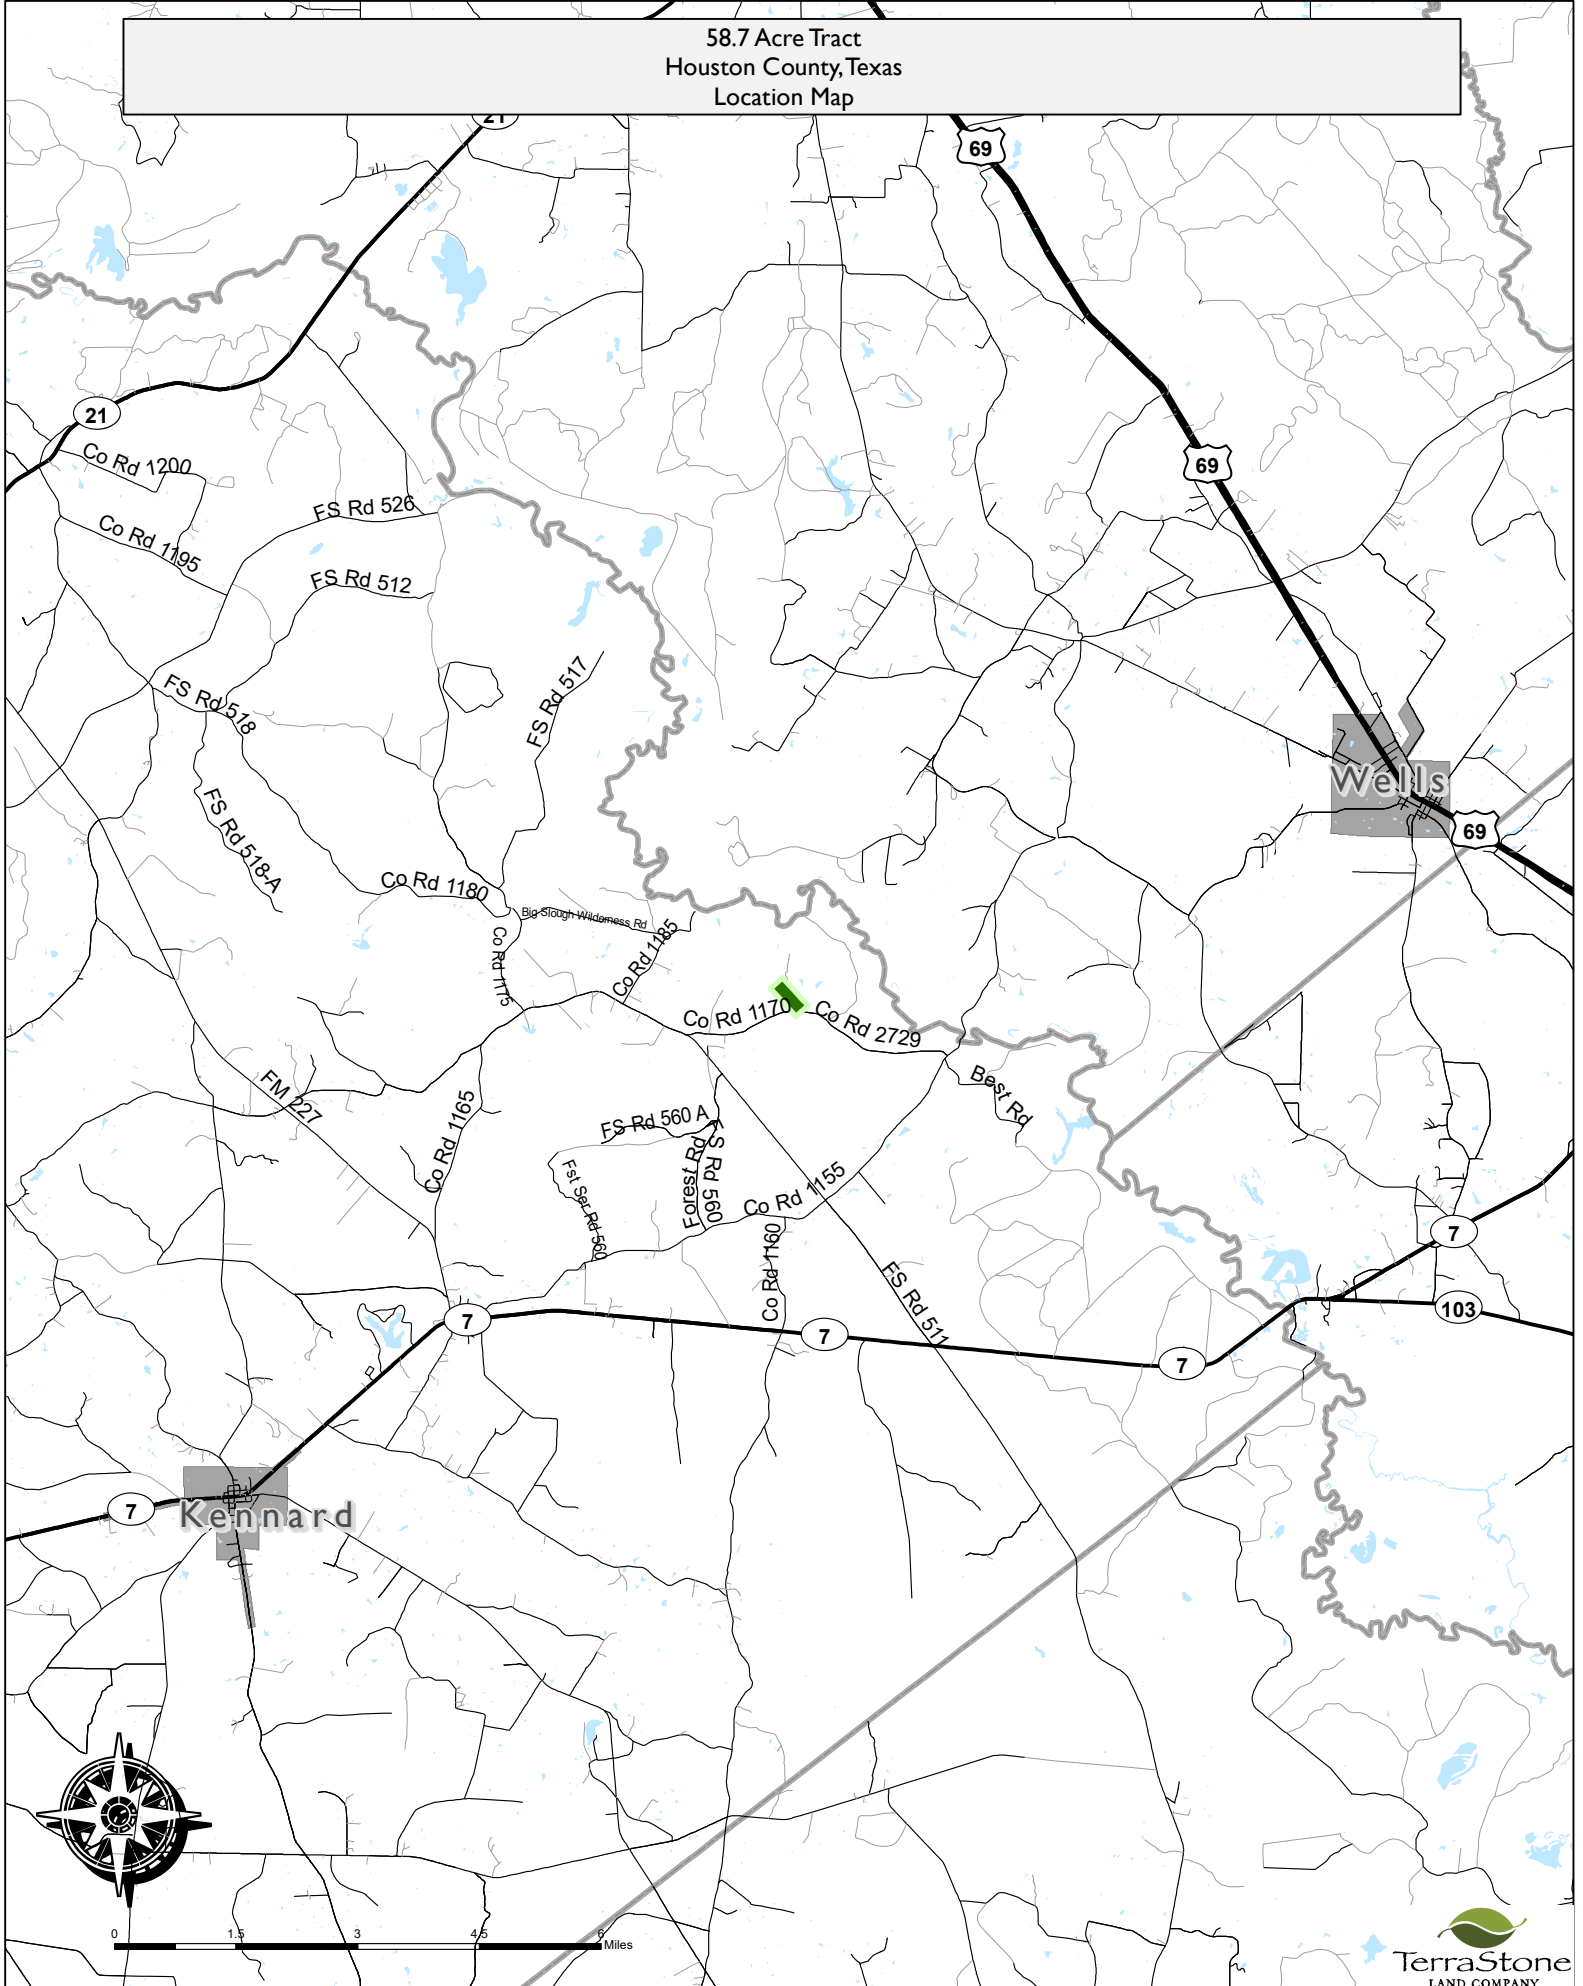 58.7 Acre Tract
Houston County, Texas
Location Map
21
69
21
Co Rd 1200
69
FS Rd 526
Co Rd 1195
FS Rd 512
FS Rd 517
FS Rd 518
Wells
FS Rd 518-A
69
Co Rd 1180
Big Slough Wilderness Rd
Co Rd 1185
Co Rd 1175
Co Rd 1170
Co Rd 2729
Best Rd
FM 227
Co Rd 1165
FS Rd 560 A
Forest Rd
FS Rd 560
Fst Ser Rd 560
Co Rd 1155
Co Rd 1160
7
FS Rd 511
103
7
7
7
7
Kennard
0 1.5 3 4.5 6
Miles
TerraStone
LAND COMPANY